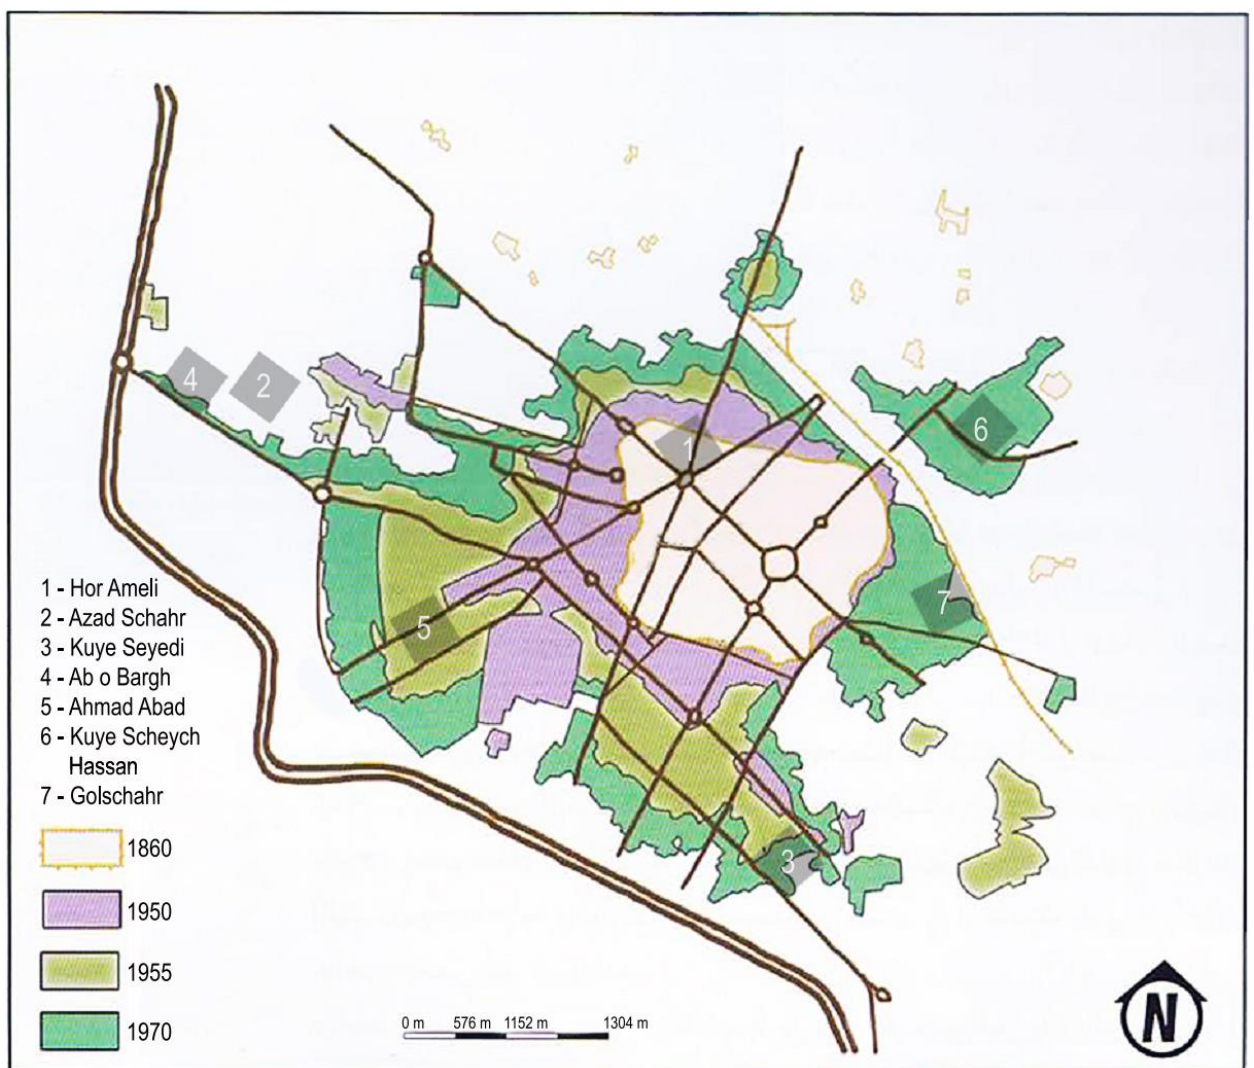 4
2
1
6
7
5
3
1 - Hor Ameli
2 - Azad Schahr
3 - Kuye Seyedi
4 - Ab o Bargh
5 - Ahmad Abad
6 - Kuye Scheych
Hassan
7 - Golschahr
1860
1950
1955
1970
0 m 576 m 1152 m 1304 m
N